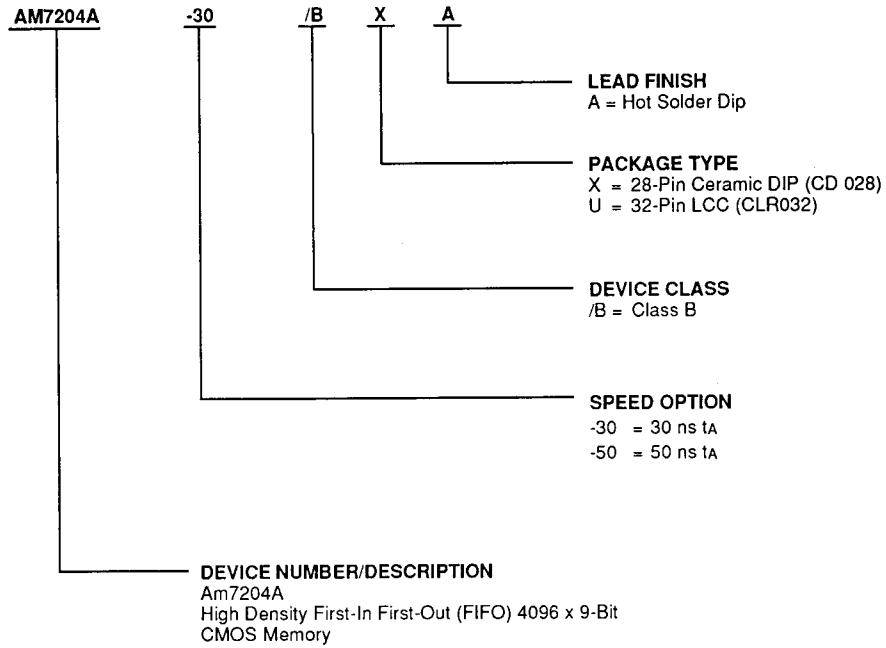 AM7204A -30 /B X A
LEAD FINISH
A = Hot Solder Dip
PACKAGE TYPE
X = 28-Pin Ceramic DIP (CD 028)
U = 32-Pin LCC (CLR032)
DEVICE CLASS
/B = Class B
SPEED OPTION
-30 = 30 ns tA
-50 = 50 ns tA
DEVICE NUMBER/DESCRIPTION
Am7204A
High Density First-In First-Out (FIFO) 4096 x 9-Bit
CMOS Memory